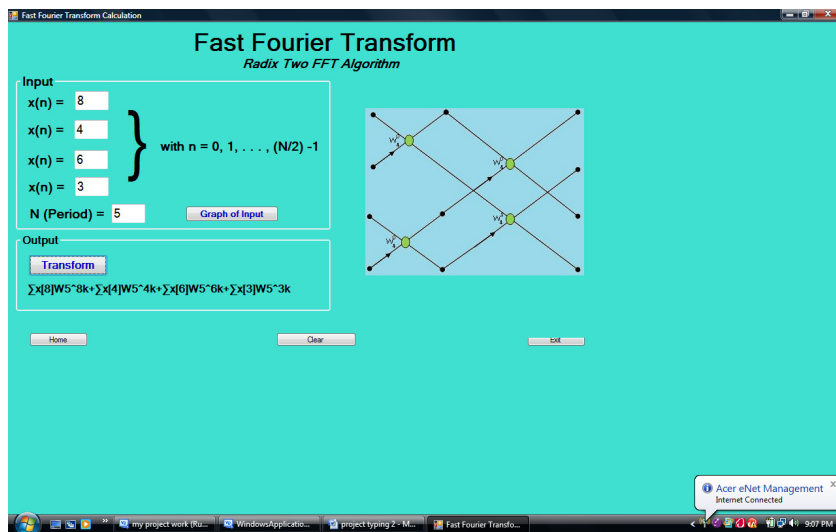 Fast Fourier Transform Calculation
Fast Fourier Transform
Radix Two FFT Algorithm
Input
x(n) = 8
x(n) = 4
x(n) = 6
x(n) = 3
} with n = 0, 1, . . . , (N/2) -1
N (Period) = 5
Graph of Input
Output
Transform
∑x[8]W5^8k+∑x[4]W5^4k+∑x[6]W5^6k+∑x[3]W5^3k
Home
Clear
Exit
Acer eNet Management
Internet Connected
my project work (Ru...
WindowsApplicatio...
project typing 2 - M...
Fast Fourier Transfo...
9:07 PM